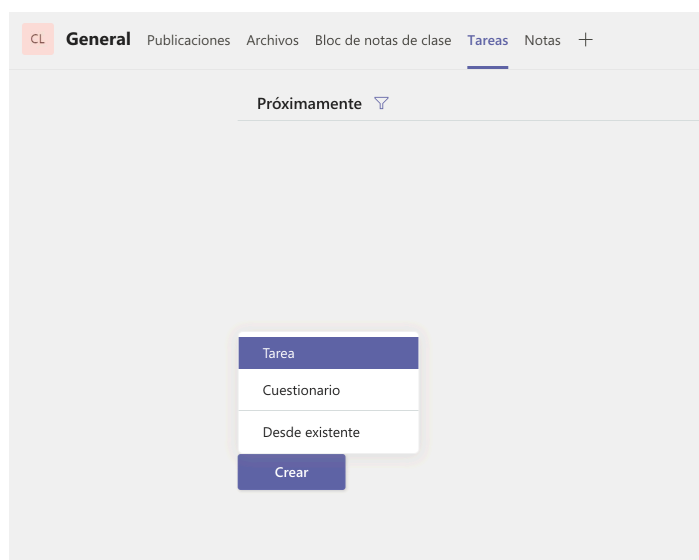 CL General Publicaciones Archivos Bloc de notas de clase Tareas Notas
Próximamente
Tarea
Cuestionario
Desde existente
Crear